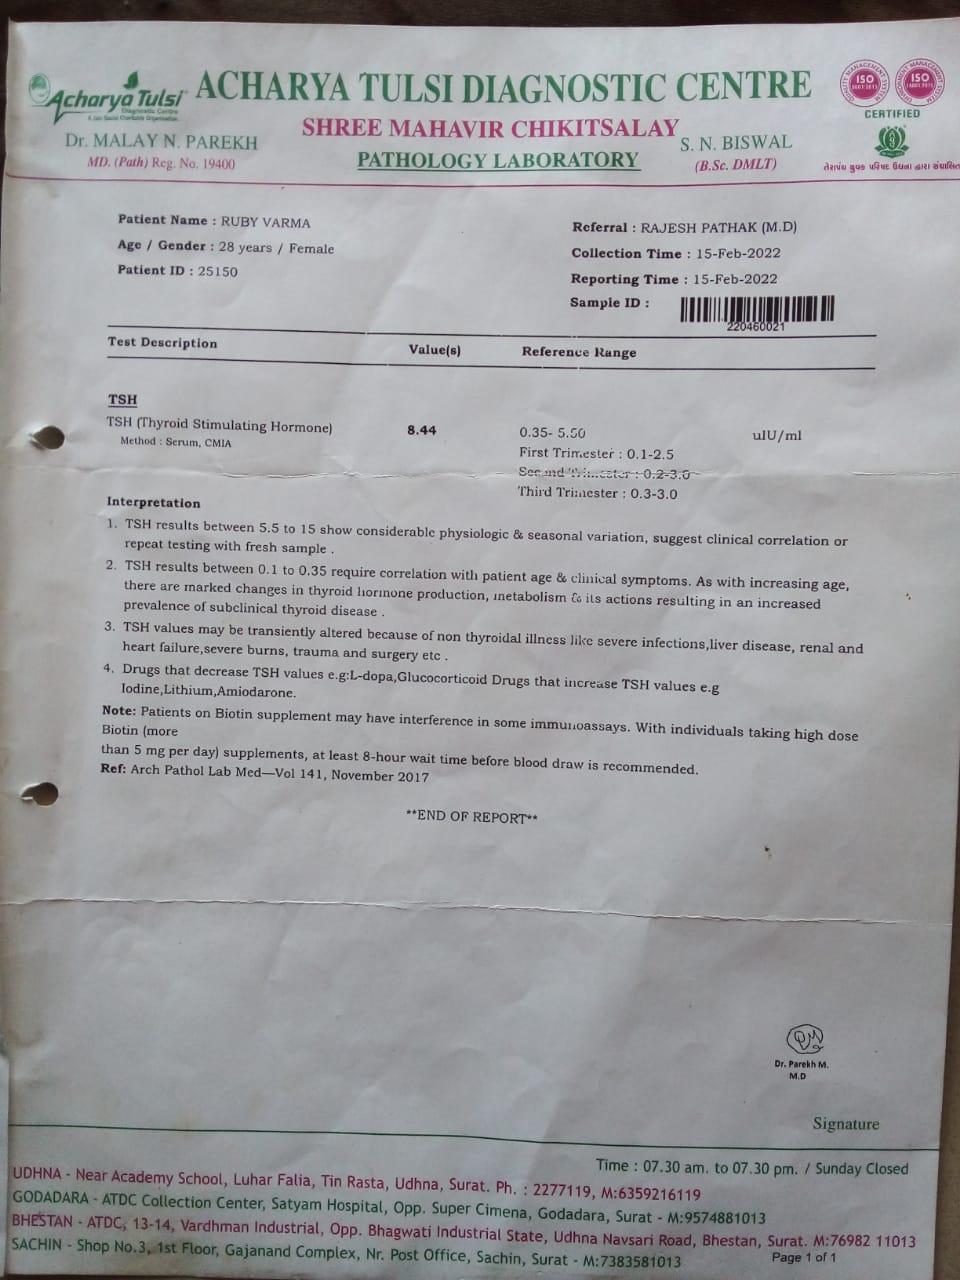 Acharya Tulsi
Diagnostic Centre
ACHARYA TULSI DIAGNOSTIC CENTRE
SHREE MAHAVIR CHIKITSALAY
PATHOLOGY LABORATORY
Dr. MALAY N. PAREKH
MD. (Path) Reg. No. 19400
S. N. BISWAL
(B.Sc. DMLT)
ISO ISO
CERTIFIED
તેરાપંથ યુવક પરિષદ ઉધના દ્વારા સંચાલિત
Patient Name : RUBY VARMA
Age / Gender : 28 years / Female
Patient ID : 25150
Referral : RAJESH PATHAK (M.D)
Collection Time : 15-Feb-2022
Reporting Time : 15-Feb-2022
Sample ID :
220460021
Test Description Value(s) Reference Range
TSH
TSH (Thyroid Stimulating Hormone) 8.44 0.35- 5.50 uIU/ml
Method : Serum, CMIA
First Trimester : 0.1-2.5
Second Trimester : 0.2-3.0
Third Trimester : 0.3-3.0
Interpretation
1. TSH results between 5.5 to 15 show considerable physiologic & seasonal variation, suggest clinical correlation or
repeat testing with fresh sample .
2. TSH results between 0.1 to 0.35 require correlation with patient age & clinical symptoms. As with increasing age,
there are marked changes in thyroid hormone production, metabolism & its actions resulting in an increased
prevalence of subclinical thyroid disease .
3. TSH values may be transiently altered because of non thyroidal illness like severe infections,liver disease, renal and
heart failure,severe burns, trauma and surgery etc .
4. Drugs that decrease TSH values e.g:L-dopa,Glucocorticoid Drugs that increase TSH values e.g
Iodine,Lithium,Amiodarone.
Note: Patients on Biotin supplement may have interference in some immunoassays. With individuals taking high dose
Biotin (more
than 5 mg per day) supplements, at least 8-hour wait time before blood draw is recommended.
Ref: Arch Pathol Lab Med—Vol 141, November 2017
**END OF REPORT**
Dr. Parekh M.
M.D
Signature
Time : 07.30 am. to 07.30 pm. / Sunday Closed
UDHNA - Near Academy School, Luhar Falia, Tin Rasta, Udhna, Surat. Ph. : 2277119, M:6359216119
GODADARA - ATDC Collection Center, Satyam Hospital, Opp. Super Cimena, Godadara, Surat - M:9574881013
BHESTAN - ATDC, 13-14, Vardhman Industrial, Opp. Bhagwati Industrial State, Udhna Navsari Road, Bhestan, Surat. M:76982 11013
SACHIN - Shop No.3, 1st Floor, Gajanand Complex, Nr. Post Office, Sachin, Surat - M:7383581013
Page 1 of 1